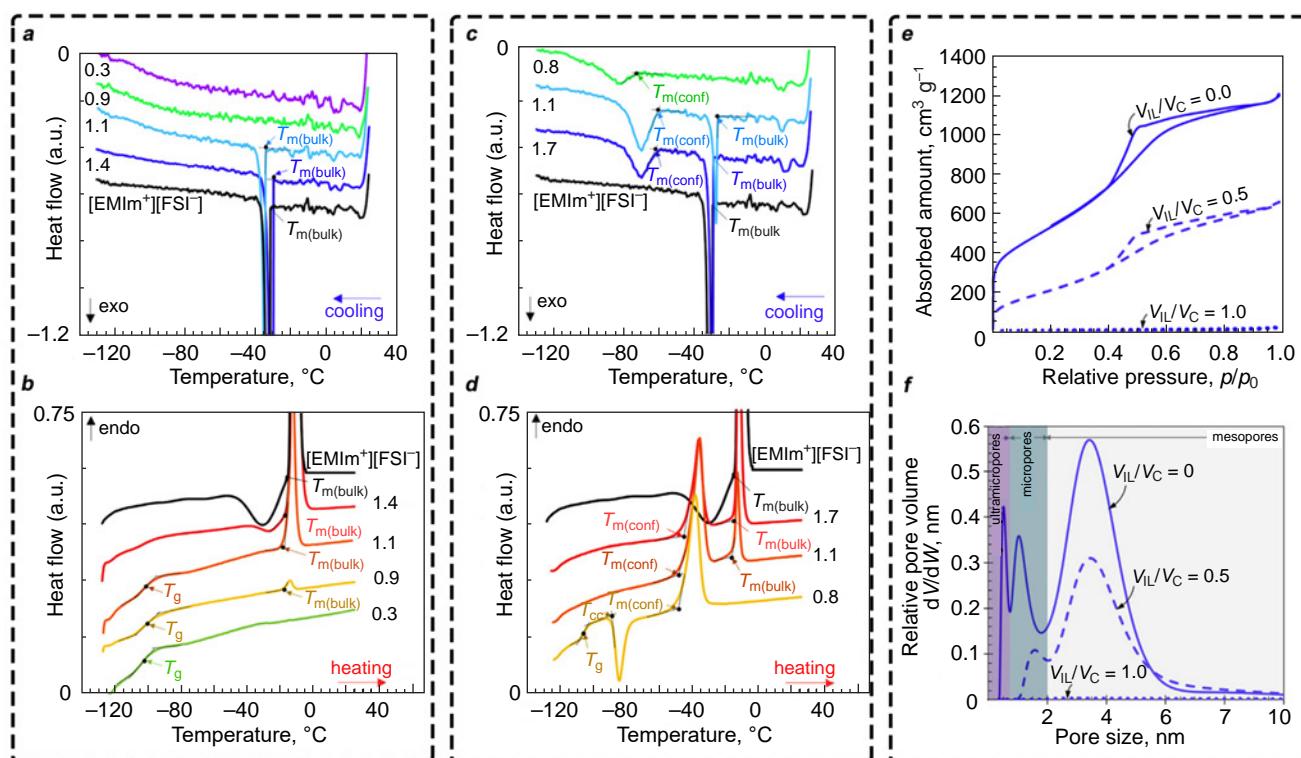 a
0
0.3
0.9
1.1
1.4
[EMIm⁺][FSI⁻]
Tm(bulk)
Tm(bulk)
Tm(bulk)
exo
cooling
Heat flow (a.u.)
–1.2
–120 –80 –40 0 40
Temperature, °C
b
0.75
endo
[EMIm⁺][FSI⁻]
Tm(bulk)
1.4
Tm(bulk)
1.1
Tm(bulk)
Tg
0.9
Tm(bulk)
Tg
0.3
Tg
heating
Heat flow (a.u.)
0
–120 –80 –40 0 40
Temperature, °C
c
0
0.8
Tm(conf)
1.1
Tm(conf)
Tm(bulk)
1.7
Tm(conf)
Tm(bulk)
[EMIm⁺][FSI⁻]
Tm(bulk)
exo
cooling
Heat flow (a.u.)
–1.2
–120 –80 –40 0 40
Temperature, °C
d
0.75
endo
[EMIm⁺][FSI⁻]
Tm(bulk)
Tm(conf)
1.7
Tm(bulk)
Tm(conf)
1.1
Tm(bulk)
Tcc
Tm(conf)
0.8
Tg
heating
Heat flow (a.u.)
0
–120 –80 –40 0 40
Temperature, °C
e
1400
1200
1000
800
600
400
200
0
Absorbed amount, cm³ g⁻¹
VIL/VC = 0.0
VIL/VC = 0.5
VIL/VC = 1.0
0.2 0.4 0.6 0.8 1.0
Relative pressure, p/p0
f
0.6
0.5
0.4
0.3
0.2
0.1
0
Relative pore volume
dV/dW, nm
ultramicropores
micropores
mesopores
VIL/VC = 0
VIL/VC = 0.5
VIL/VC = 1.0
2 4 6 7 10
Pore size, nm